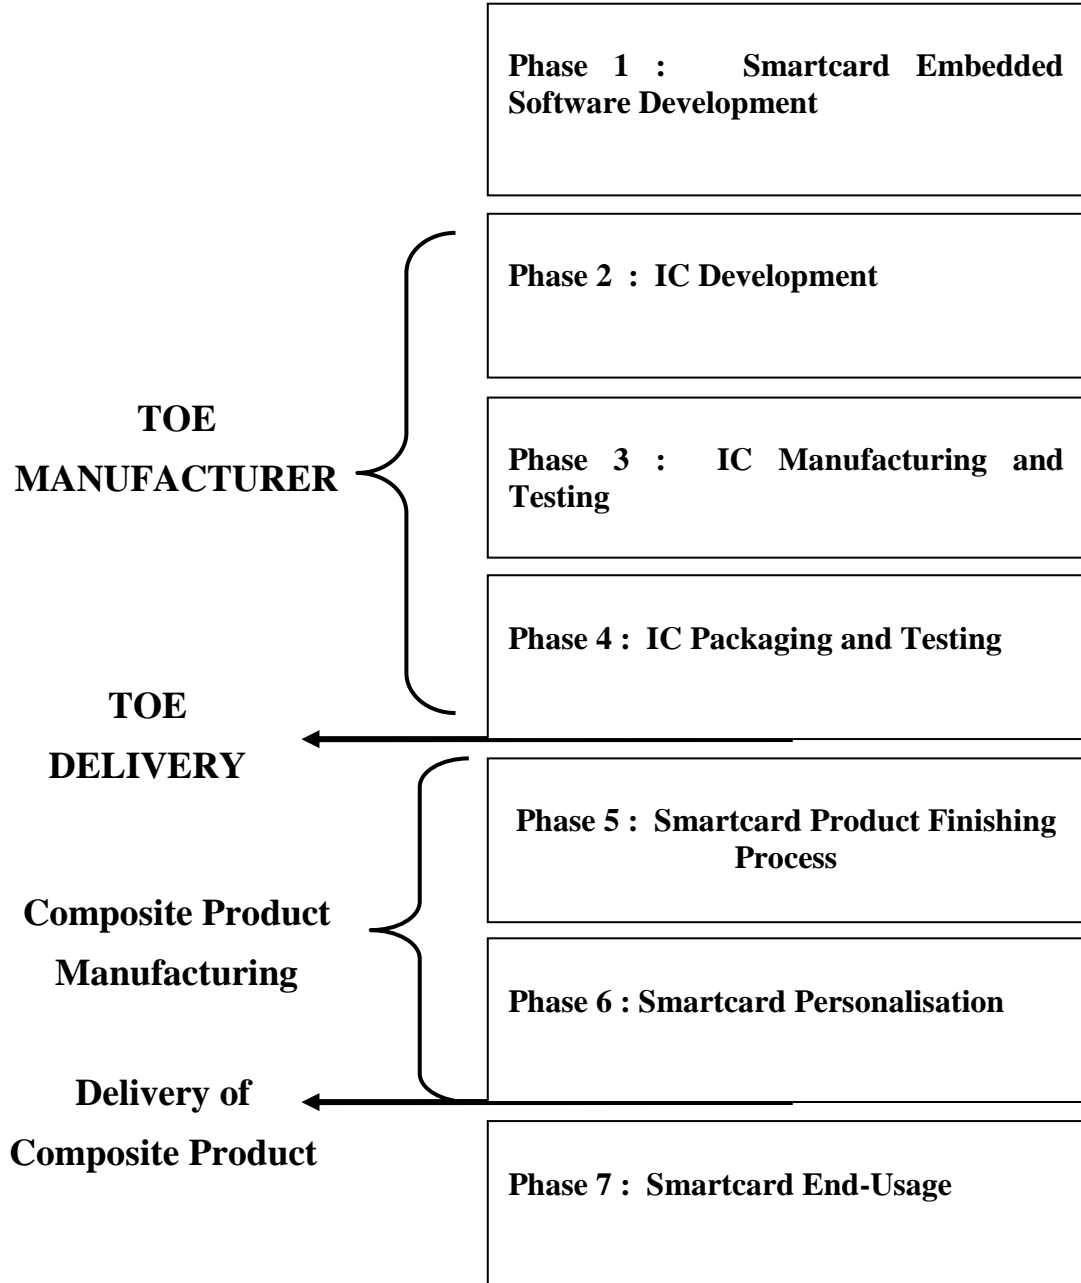 Phase 1 : Smartcard Embedded
Software Development
Phase 2 : IC Development
TOE
MANUFACTURER
Phase 3 : IC Manufacturing and
Testing
Phase 4 : IC Packaging and Testing
TOE
DELIVERY
Phase 5 : Smartcard Product Finishing
Process
Composite Product
Manufacturing
Phase 6 : Smartcard Personalisation
Delivery of
Composite Product
Phase 7 : Smartcard End-Usage